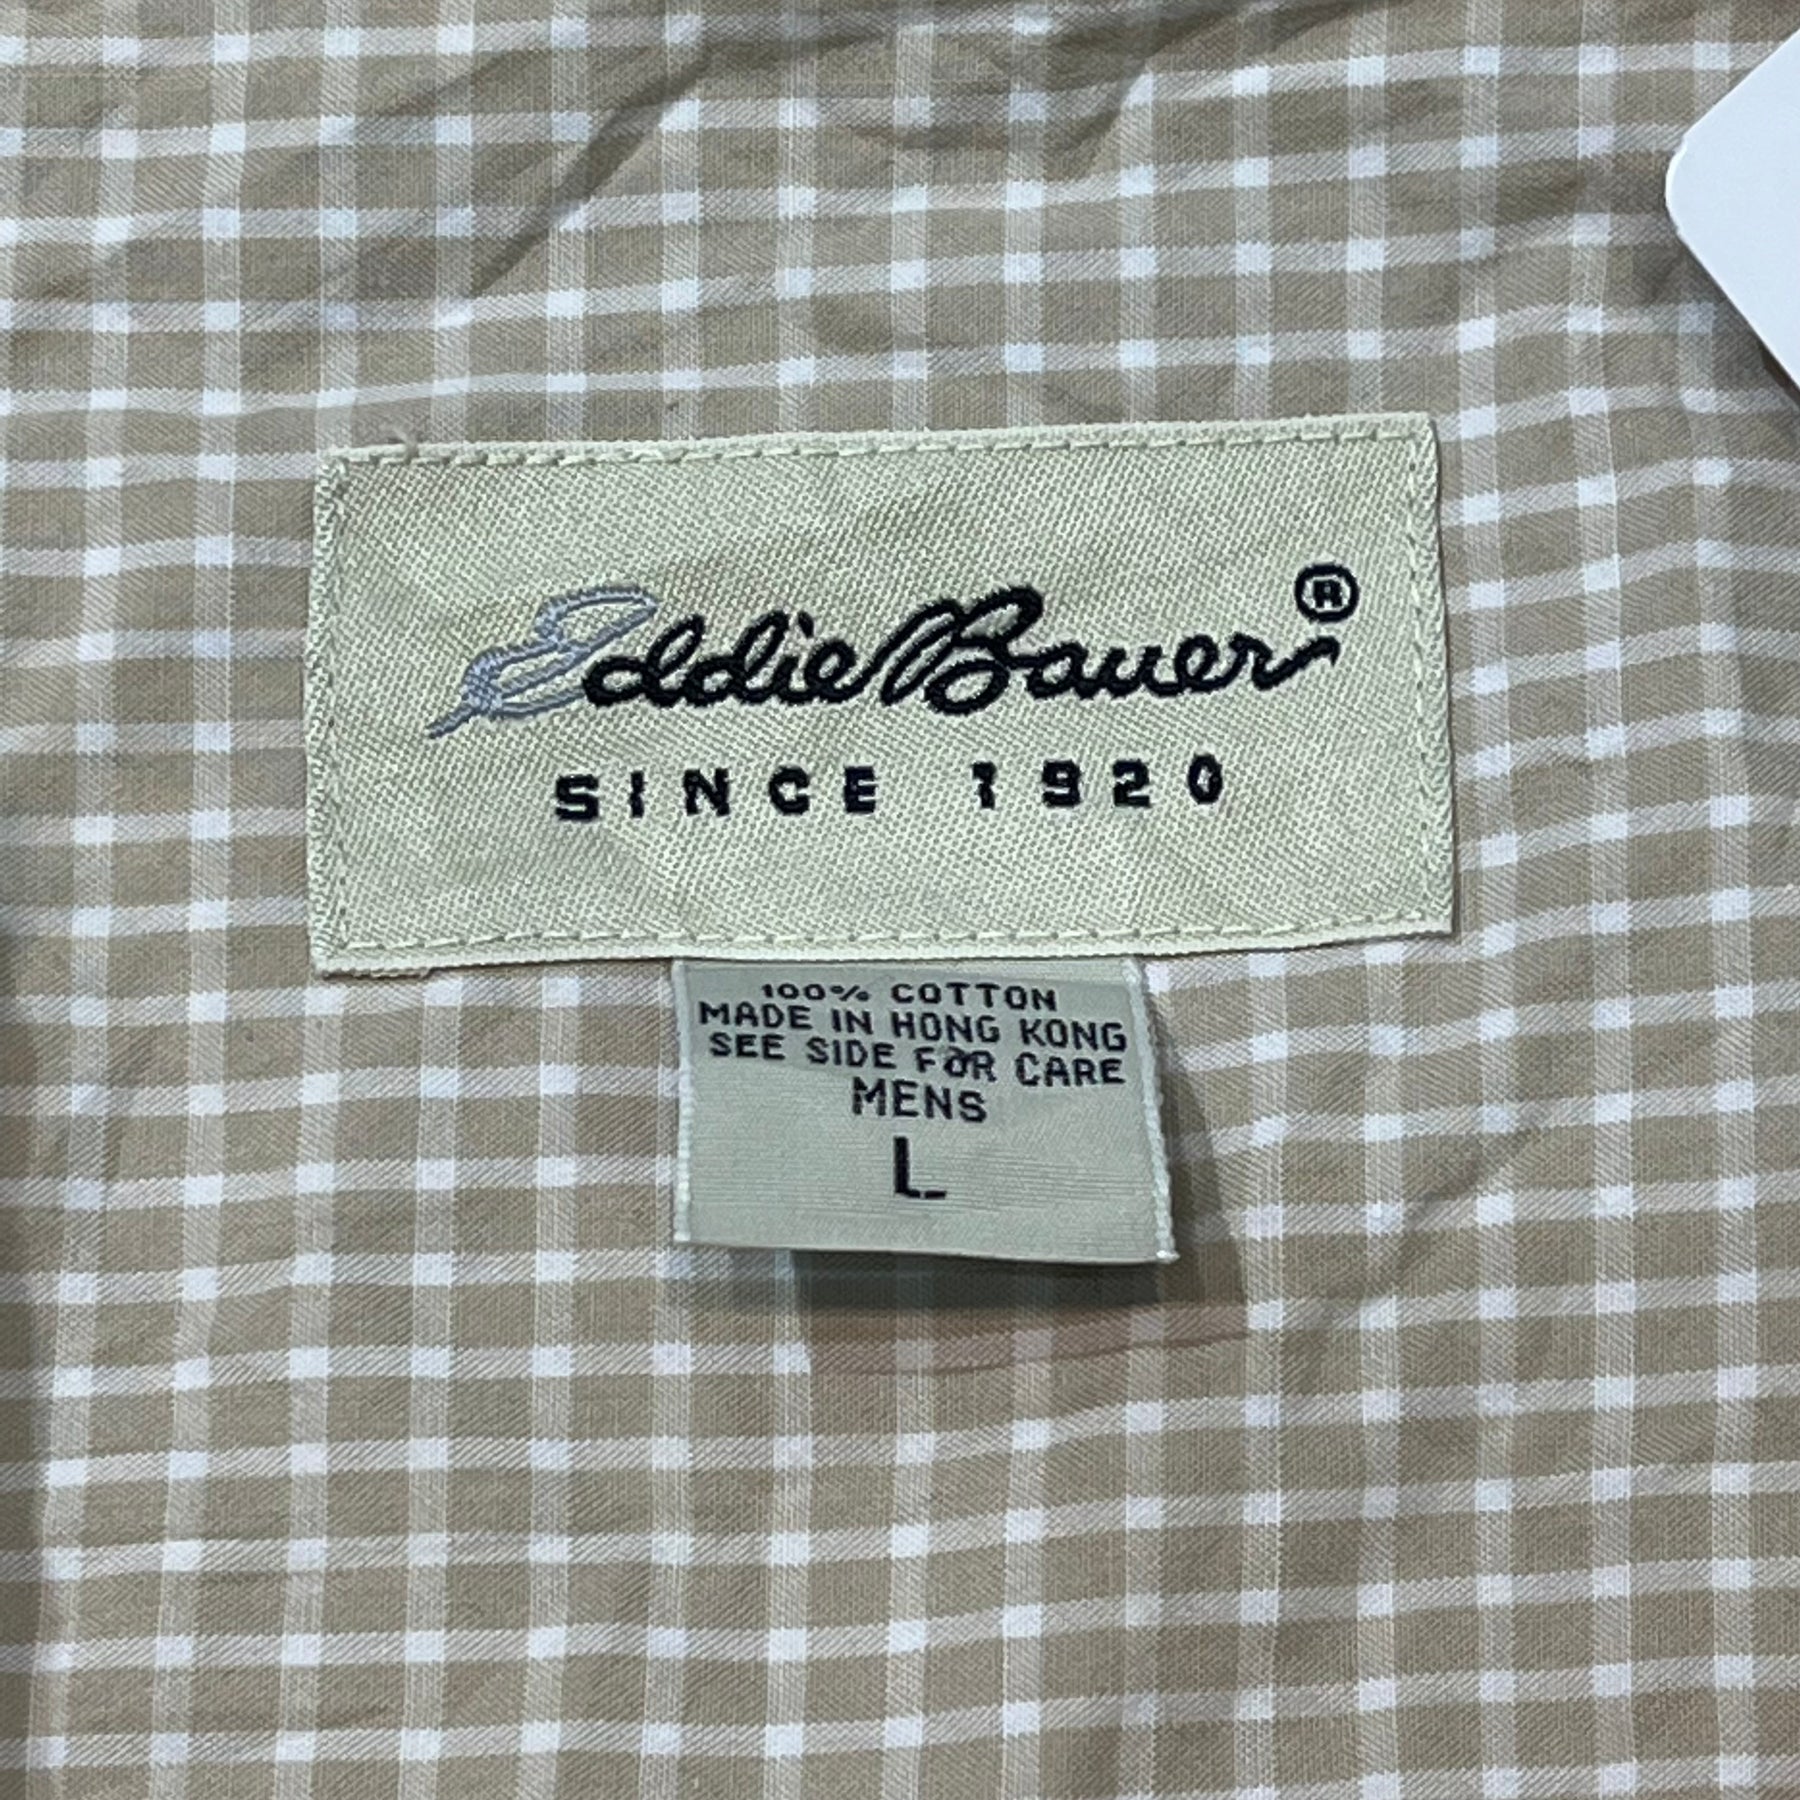 Eddie Bauer®
SINCE 1920
100% COTTON
MADE IN HONG KONG
SEE SIDE FOR CARE
MENS
L